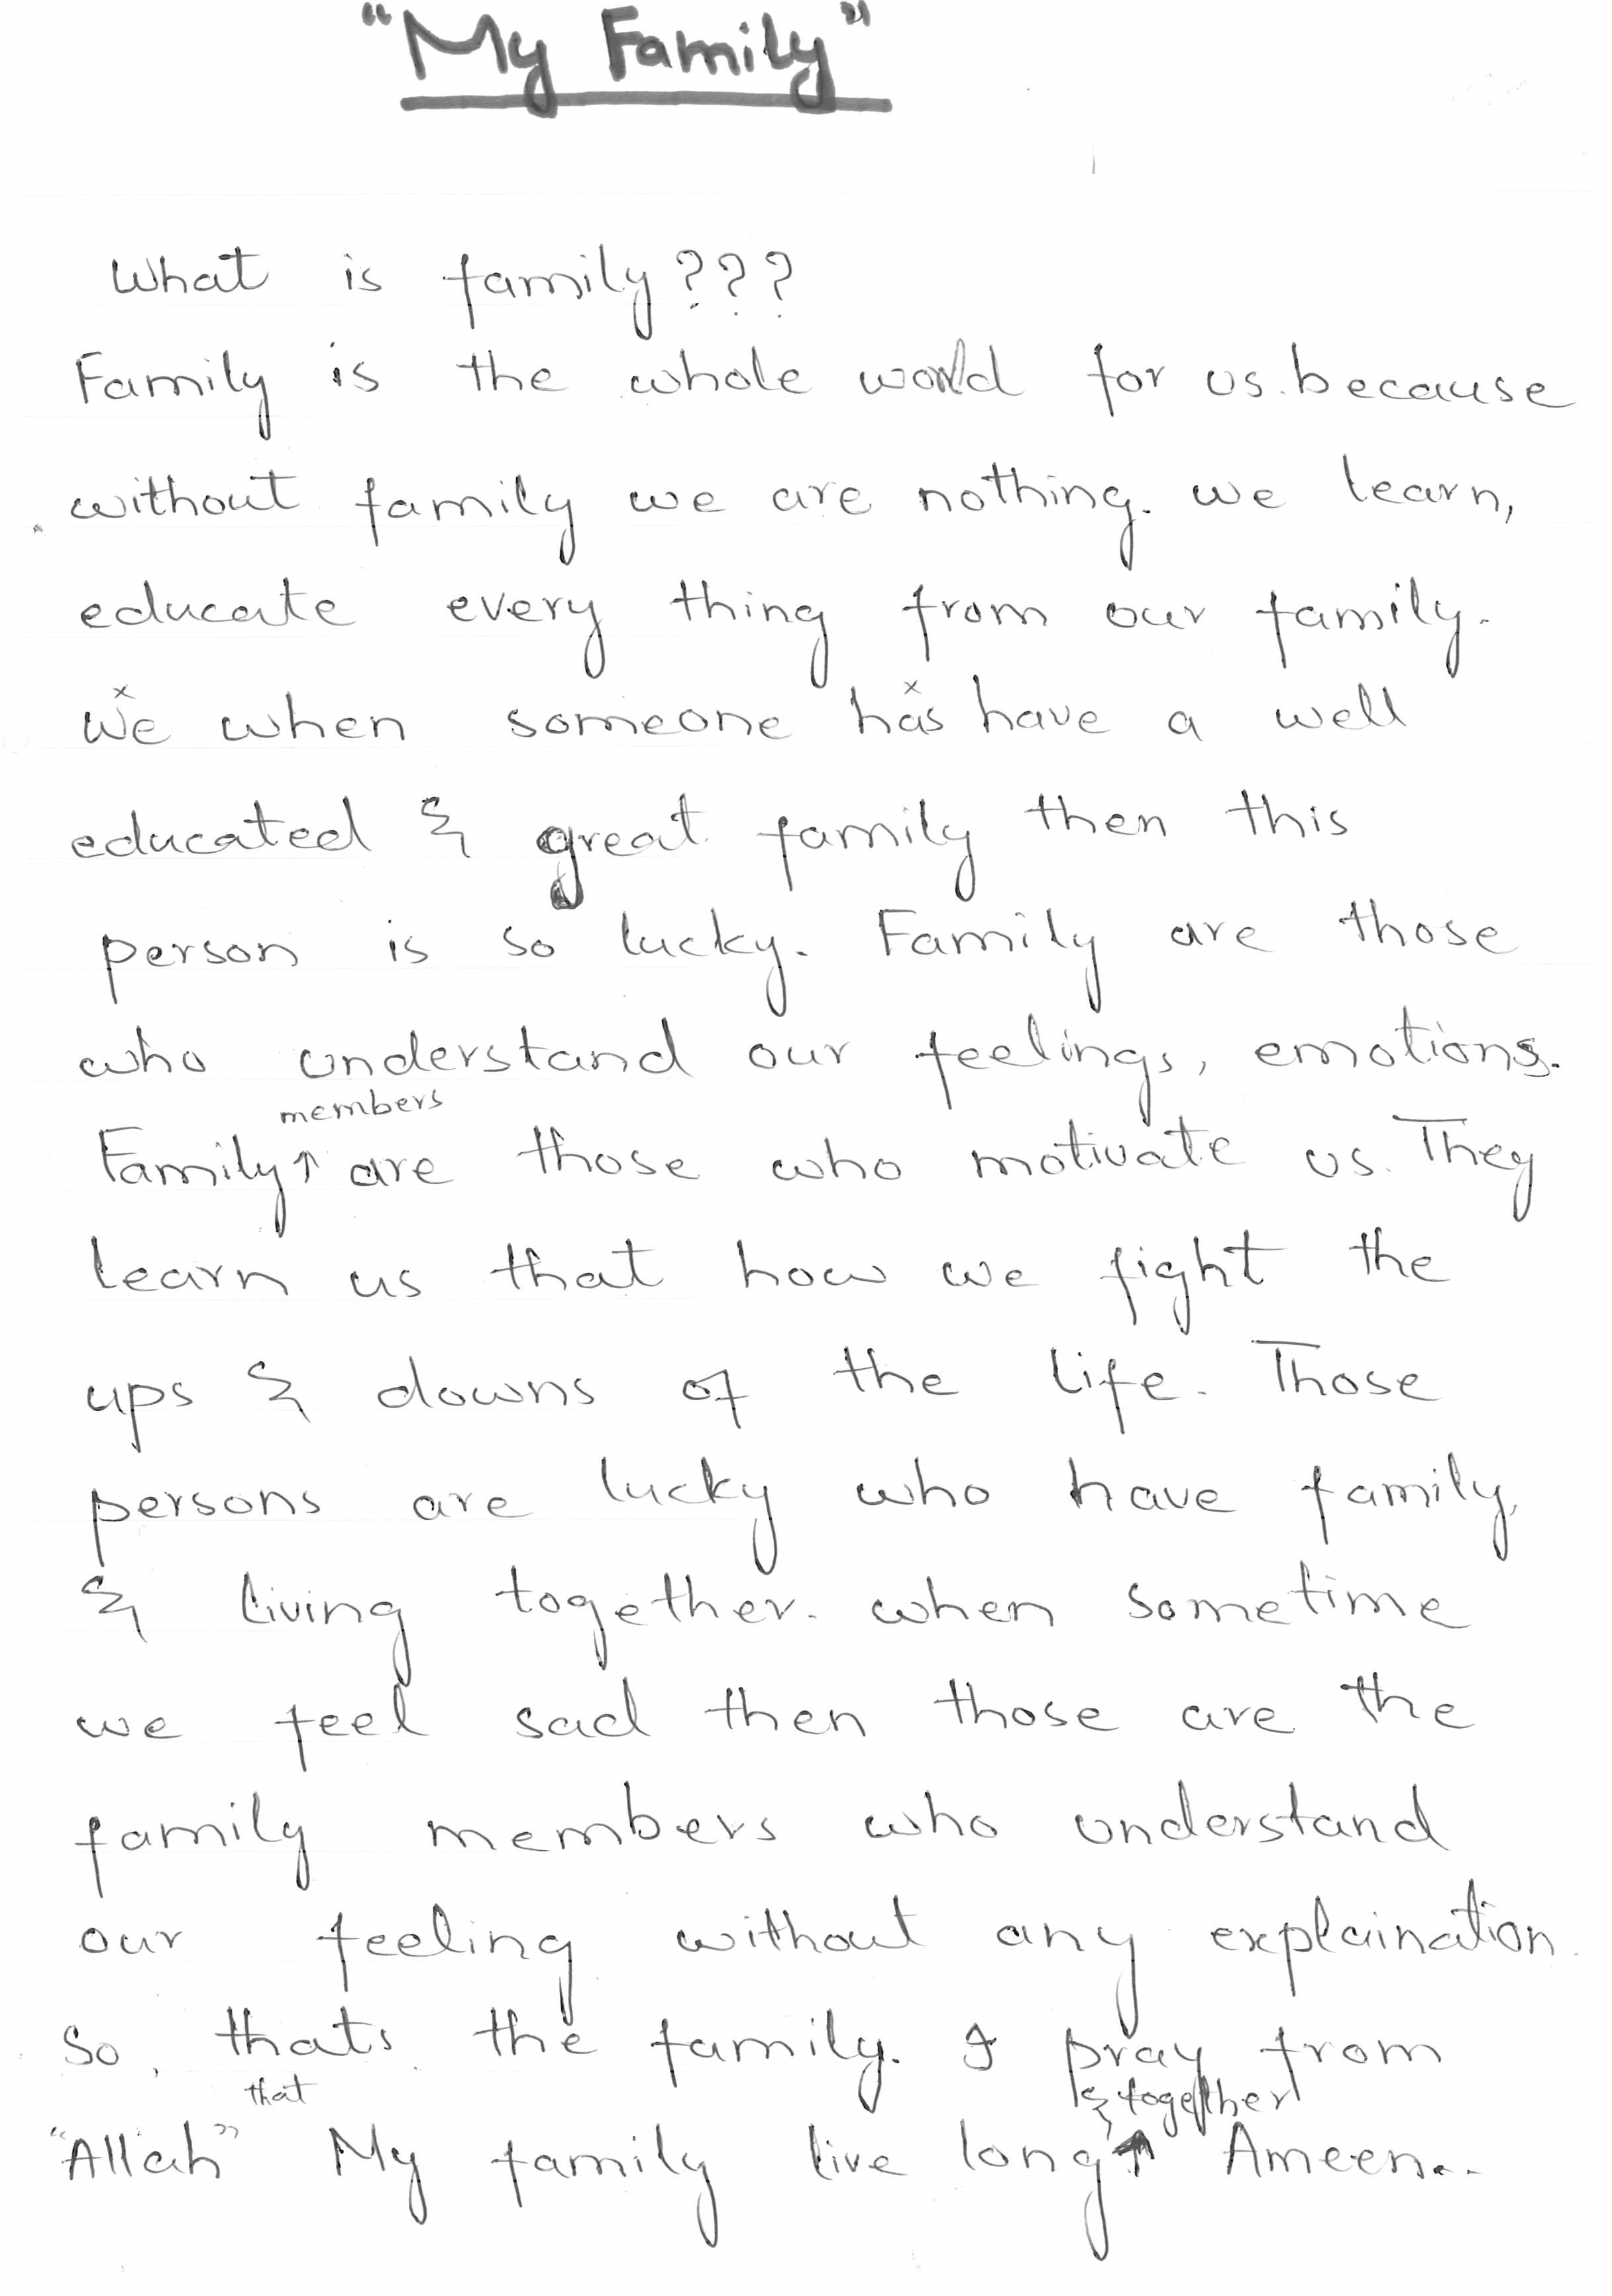 "My Family"
What is family???
Family is the whole world for us. because
without family we are nothing. we learn,
educate every thing from our family.
we when someone has have a well
educated & great family then this
person is so lucky. Family are those
who understand our feelings, emotions.
members
Family↑ are those who motivate us. They
learn us that how we fight the
ups & downs of the life. Those
persons are lucky who have family,
& living together. when sometime
we feel sad then those are the
family members who understand
our feeling without any explaination.
So, thats the family. I pray from
that & together
"Allah" My family live long↑ Ameen...